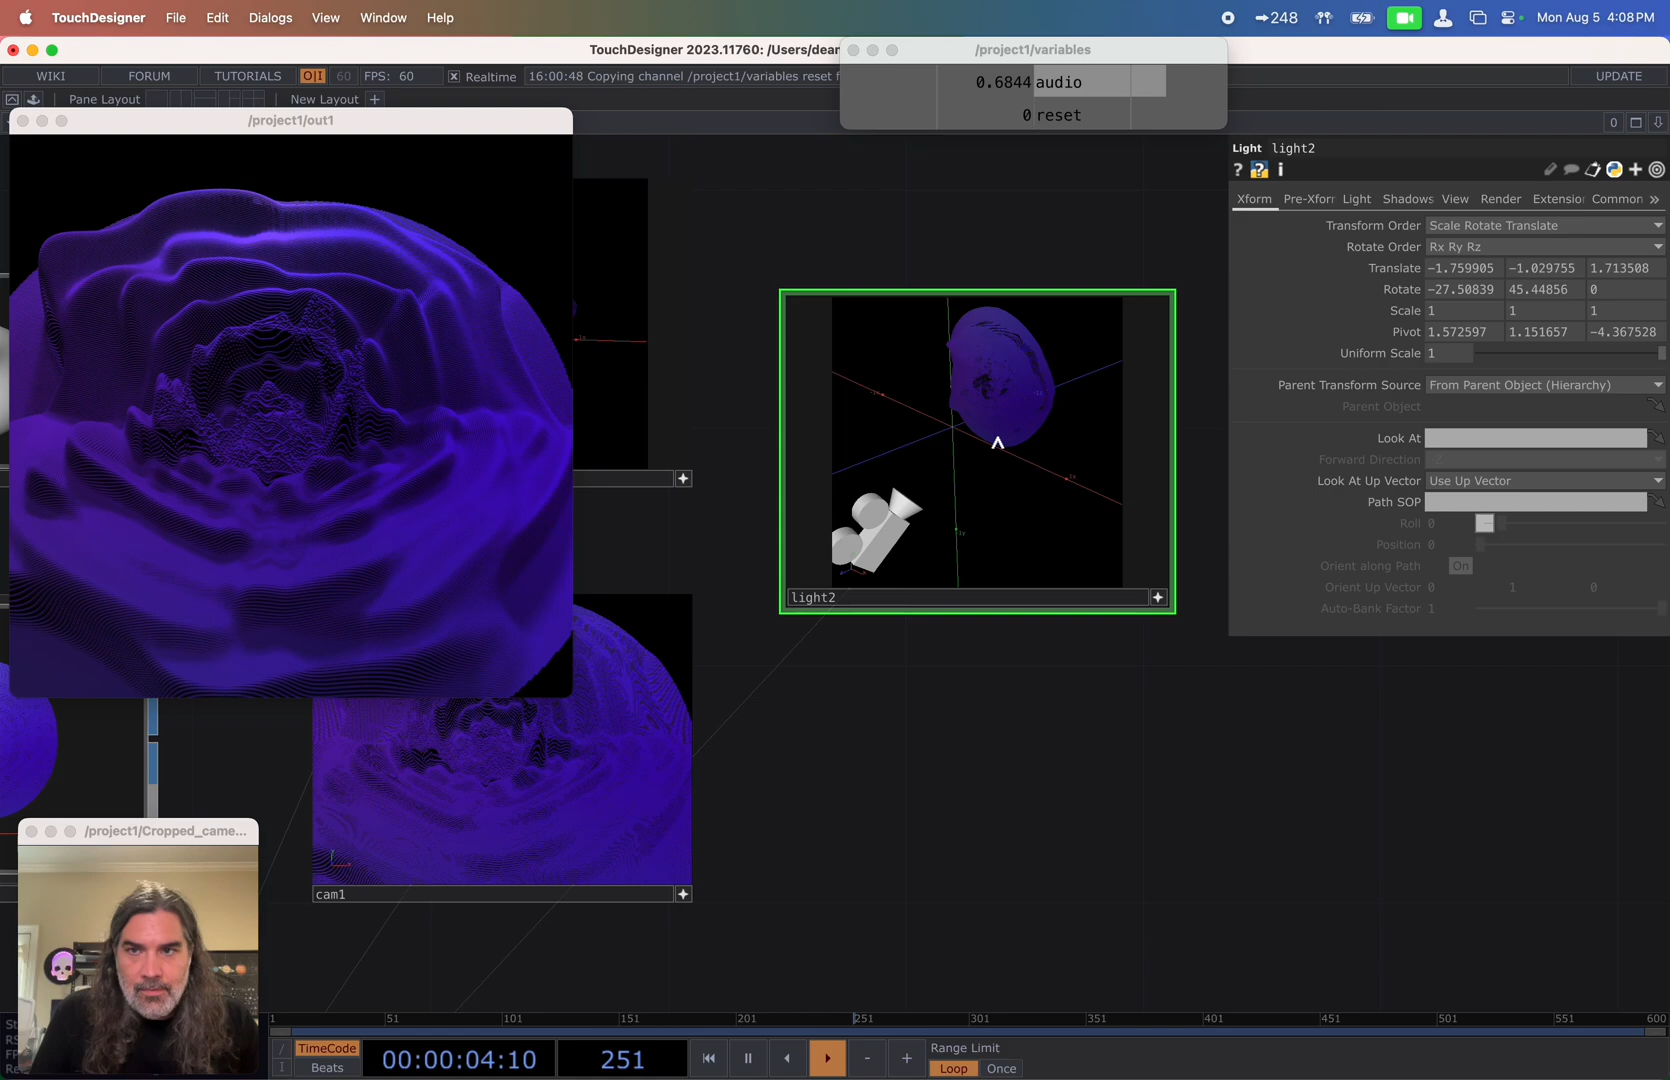 TouchDesigner File Edit Dialogs View Window Help
248
Mon Aug 5 4:08 PM
TouchDesigner 2023.11760: /Users/dear
/project1/variables
WIKI FORUM TUTORIALS O|I 60 FPS: 60 X Realtime 16:00:48 Copying channel /project1/variables reset f
UPDATE
0.6844 audio
0 reset
Pane Layout New Layout +
/project1/out1
0
Light light2
? ? i
Xform Pre-Xforr Light Shadows View Render Extensio Common »
Transform Order Scale Rotate Translate
Rotate Order Rx Ry Rz
Translate -1.759905 -1.029755 1.713508
Rotate -27.50839 45.44856 0
Scale 1 1 1
Pivot 1.572597 1.151657 -4.367528
Uniform Scale 1
Parent Transform Source From Parent Object (Hierarchy)
Parent Object
Look At
Forward Direction -Z
Look At Up Vector Use Up Vector
Path SOP
Roll 0
Position 0
Orient along Path On
Orient Up Vector 0 1 0
Auto-Bank Factor 1
light2
/project1/Cropped_came...
cam1
1 51 101 151 201 251 301 351 401 451 501 551 600
TimeCode
Beats
00:00:04:10
251
- +
Range Limit
Loop Once